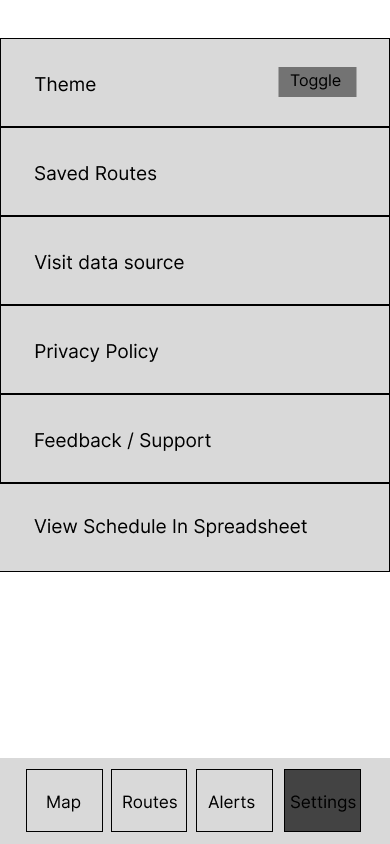 Theme
Toggle
Saved Routes
Visit data source
Privacy Policy
Feedback / Support
View Schedule In Spreadsheet
Map
Routes
Alerts
Settings